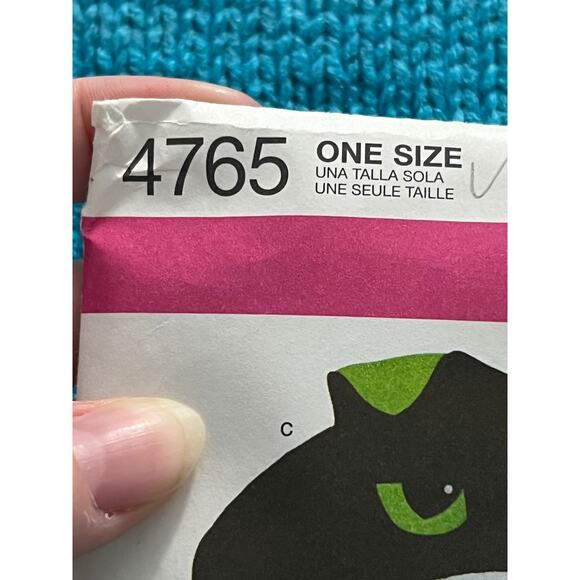 4765
ONE SIZE
UNA TALLA SOLA
UNE SEULE TAILLE
C